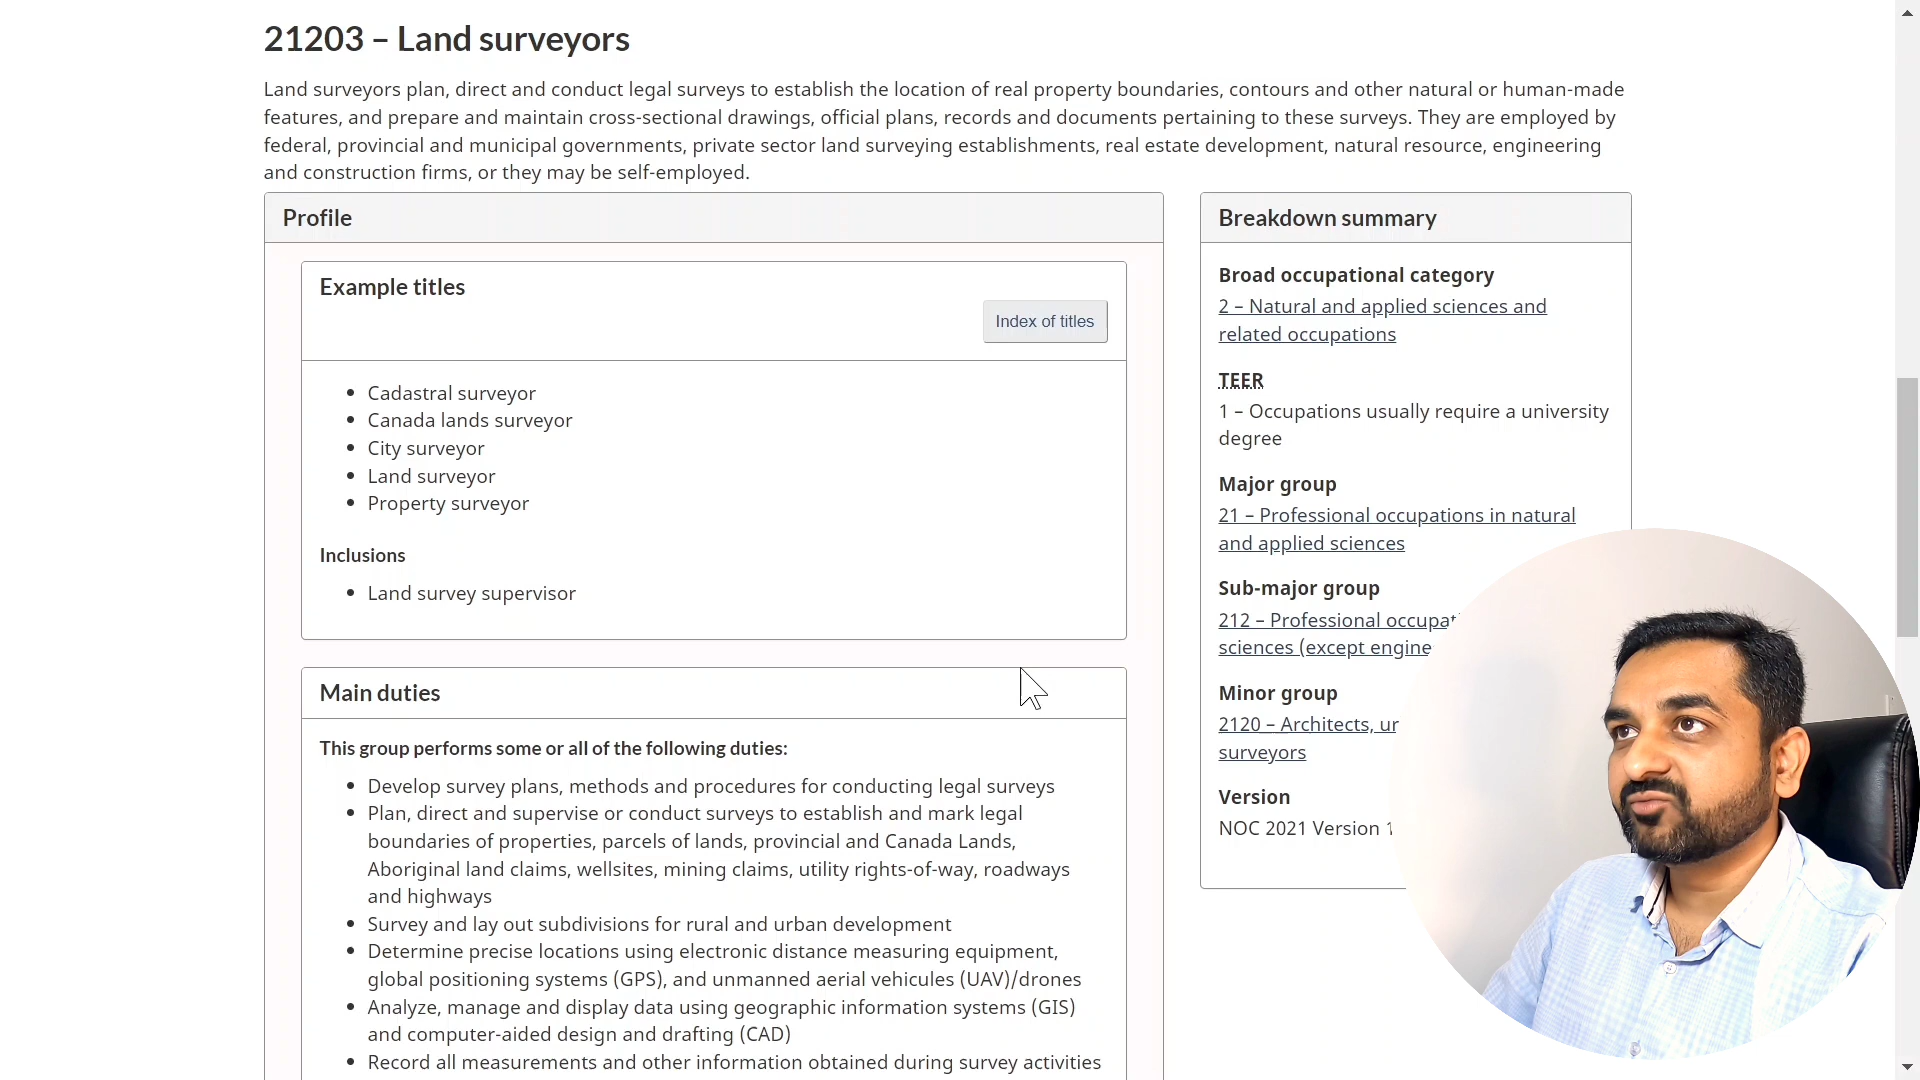 21203 – Land surveyors
Land surveyors plan, direct and conduct legal surveys to establish the location of real property boundaries, contours and other natural or human-made
features, and prepare and maintain cross-sectional drawings, official plans, records and documents pertaining to these surveys. They are employed by
federal, provincial and municipal governments, private sector land surveying establishments, real estate development, natural resource, engineering
and construction firms, or they may be self-employed.
Profile
Example titles
Index of titles
Cadastral surveyor
Canada lands surveyor
City surveyor
Land surveyor
Property surveyor
Inclusions
Land survey supervisor
Main duties
This group performs some or all of the following duties:
Develop survey plans, methods and procedures for conducting legal surveys
Plan, direct and supervise or conduct surveys to establish and mark legal
boundaries of properties, parcels of lands, provincial and Canada Lands,
Aboriginal land claims, wellsites, mining claims, utility rights-of-way, roadways
and highways
Survey and lay out subdivisions for rural and urban development
Determine precise locations using electronic distance measuring equipment,
global positioning systems (GPS), and unmanned aerial vehicules (UAV)/drones
Analyze, manage and display data using geographic information systems (GIS)
and computer-aided design and drafting (CAD)
Record all measurements and other information obtained during survey activities
Breakdown summary
Broad occupational category
2 – Natural and applied sciences and
related occupations
TEER
1 – Occupations usually require a university
degree
Major group
21 – Professional occupations in natural
and applied sciences
Sub-major group
212 – Professional
sciences (except
Minor group
2120 – Architects,
surveyors
Version
NOC 2021 Version